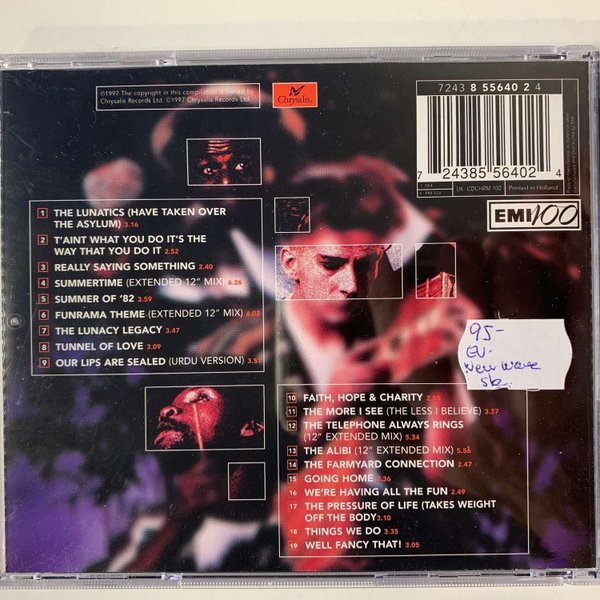 ©1997 The copyright in this compilation is owned by
Chrysalis Records Ltd. ©1997 Chrysalis Records Ltd.
Chrysalis.
7243 8 55640 2 4
7 24385 56402 4
UK: CDCHRM 102
Printed in Holland
EMI100
1 THE LUNATICS (HAVE TAKEN OVER
THE ASYLUM) 3.16
2 T'AINT WHAT YOU DO IT'S THE
WAY THAT YOU DO IT 2.52
3 REALLY SAYING SOMETHING 2.40
4 SUMMERTIME (EXTENDED 12" MIX) 6.26
5 SUMMER OF '82 3.59
6 FUNRAMA THEME (EXTENDED 12" MIX) 6.02
7 THE LUNACY LEGACY 3.47
8 TUNNEL OF LOVE 3.09
9 OUR LIPS ARE SEALED (URDU VERSION) 3.51
95-
New wave
10 FAITH, HOPE & CHARITY
11 THE MORE I SEE (THE LESS I BELIEVE) 3.37
12 THE TELEPHONE ALWAYS RINGS
(12" EXTENDED MIX) 5.34
13 THE ALIBI (12" EXTENDED MIX) 5.56
14 THE FARMYARD CONNECTION 2.47
15 GOING HOME 3.36
16 WE'RE HAVING ALL THE FUN 2.49
17 THE PRESSURE OF LIFE (TAKES WEIGHT
OFF THE BODY 3.10
18 THINGS WE DO 3.35
19 WELL FANCY THAT! 3.05